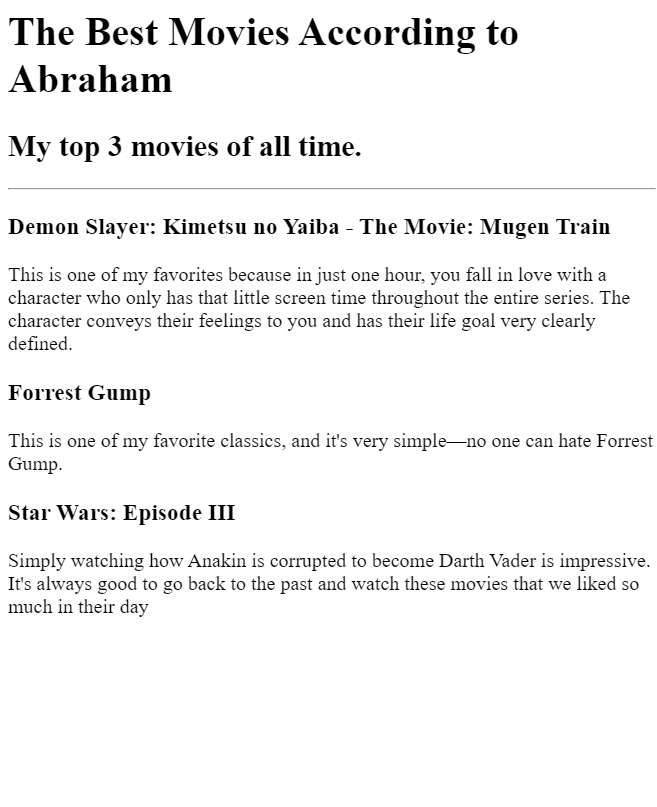 The Best Movies According to
Abraham
My top 3 movies of all time.
Demon Slayer: Kimetsu no Yaiba - The Movie: Mugen Train
This is one of my favorites because in just one hour, you fall in love with a
character who only has that little screen time throughout the entire series. The
character conveys their feelings to you and has their life goal very clearly
defined.
Forrest Gump
This is one of my favorite classics, and it's very simple—no one can hate Forrest
Gump.
Star Wars: Episode III
Simply watching how Anakin is corrupted to become Darth Vader is impressive.
It's always good to go back to the past and watch these movies that we liked so
much in their day